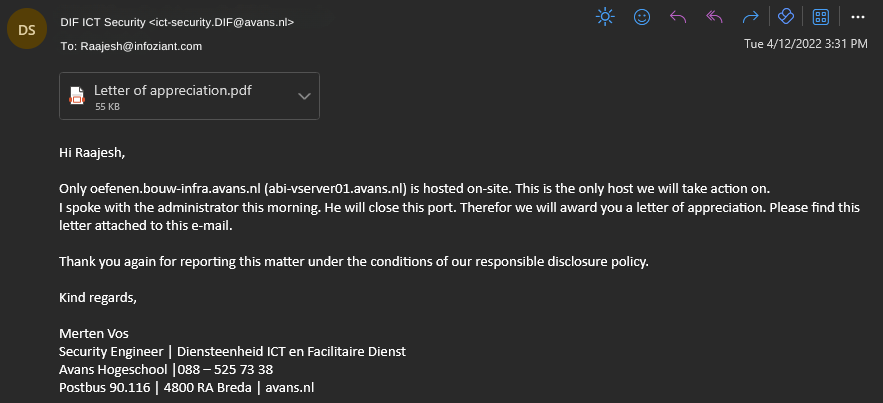 DS
DIF ICT Security <ict-security.DIF@avans.nl>
To: Raajesh@infoziant.com
Tue 4/12/2022 3:31 PM
Letter of appreciation.pdf
55 KB
Hi Raajesh,
Only oefenen.bouw-infra.avans.nl (abi-vserver01.avans.nl) is hosted on-site. This is the only host we will take action on.
I spoke with the administrator this morning. He will close this port. Therefor we will award you a letter of appreciation. Please find this
letter attached to this e-mail.
Thank you again for reporting this matter under the conditions of our responsible disclosure policy.
Kind regards,
Merten Vos
Security Engineer | Diensteenheid ICT en Facilitaire Dienst
Avans Hogeschool |088 – 525 73 38
Postbus 90.116 | 4800 RA Breda | avans.nl